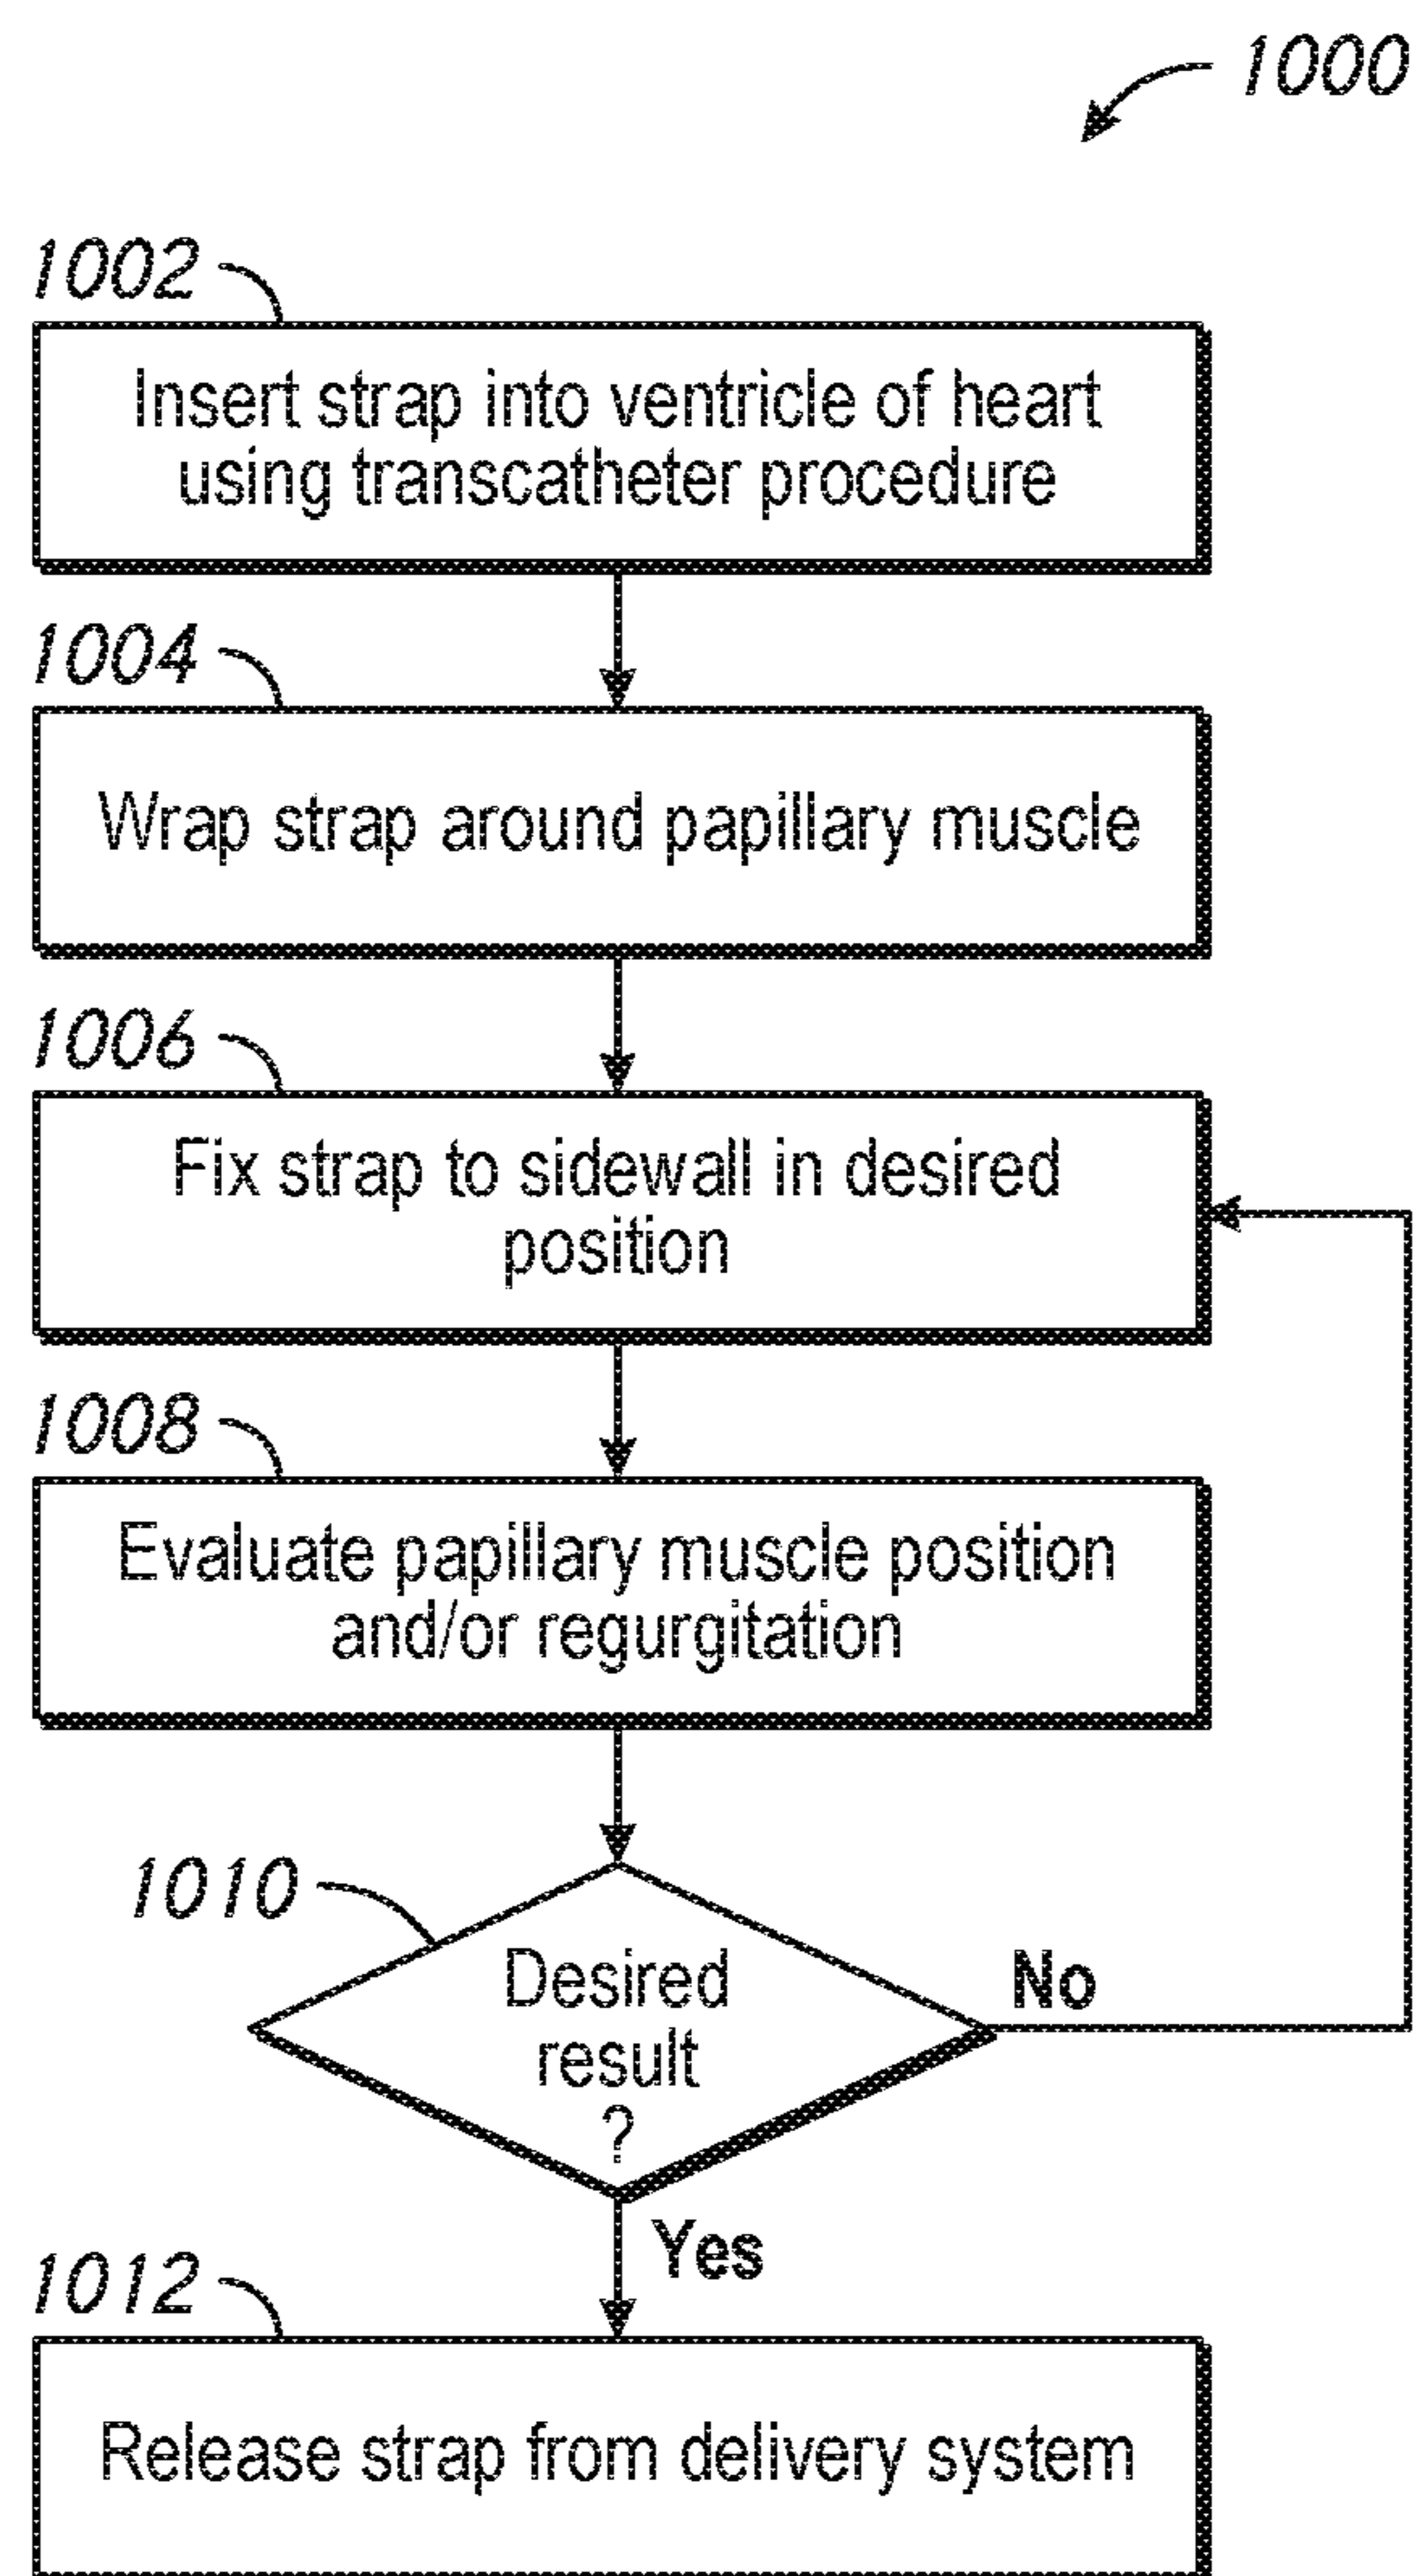 1000
1002
Insert strap into ventricle of heart
using transcatheter procedure
1004
Wrap strap around papillary muscle
1006
Fix strap to sidewall in desired
position
1008
Evaluate papillary muscle position
and/or regurgitation
1010
Desired
result
?
No
Yes
1012
Release strap from delivery system